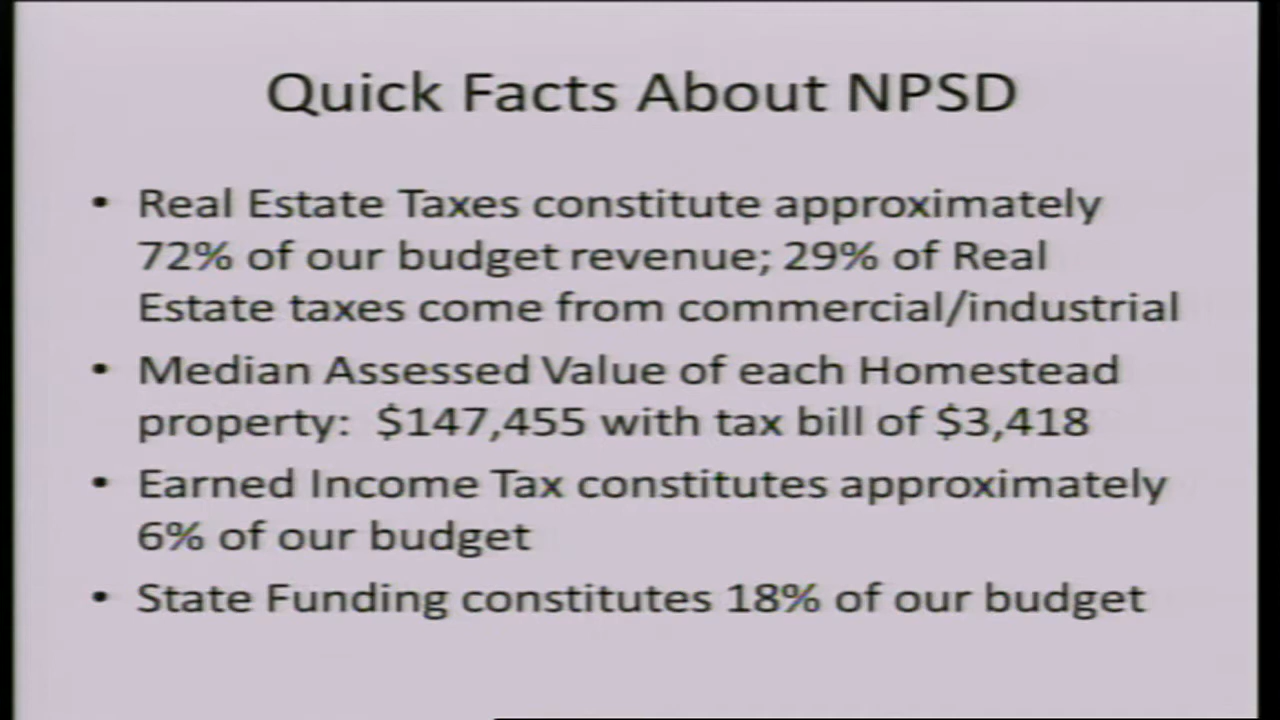 Quick Facts About NPSD
• Real Estate Taxes constitute approximately
72% of our budget revenue; 29% of Real
Estate taxes come from commercial/industrial
• Median Assessed Value of each Homestead
property: $147,455 with tax bill of $3,418
• Earned Income Tax constitutes approximately
6% of our budget
• State Funding constitutes 18% of our budget